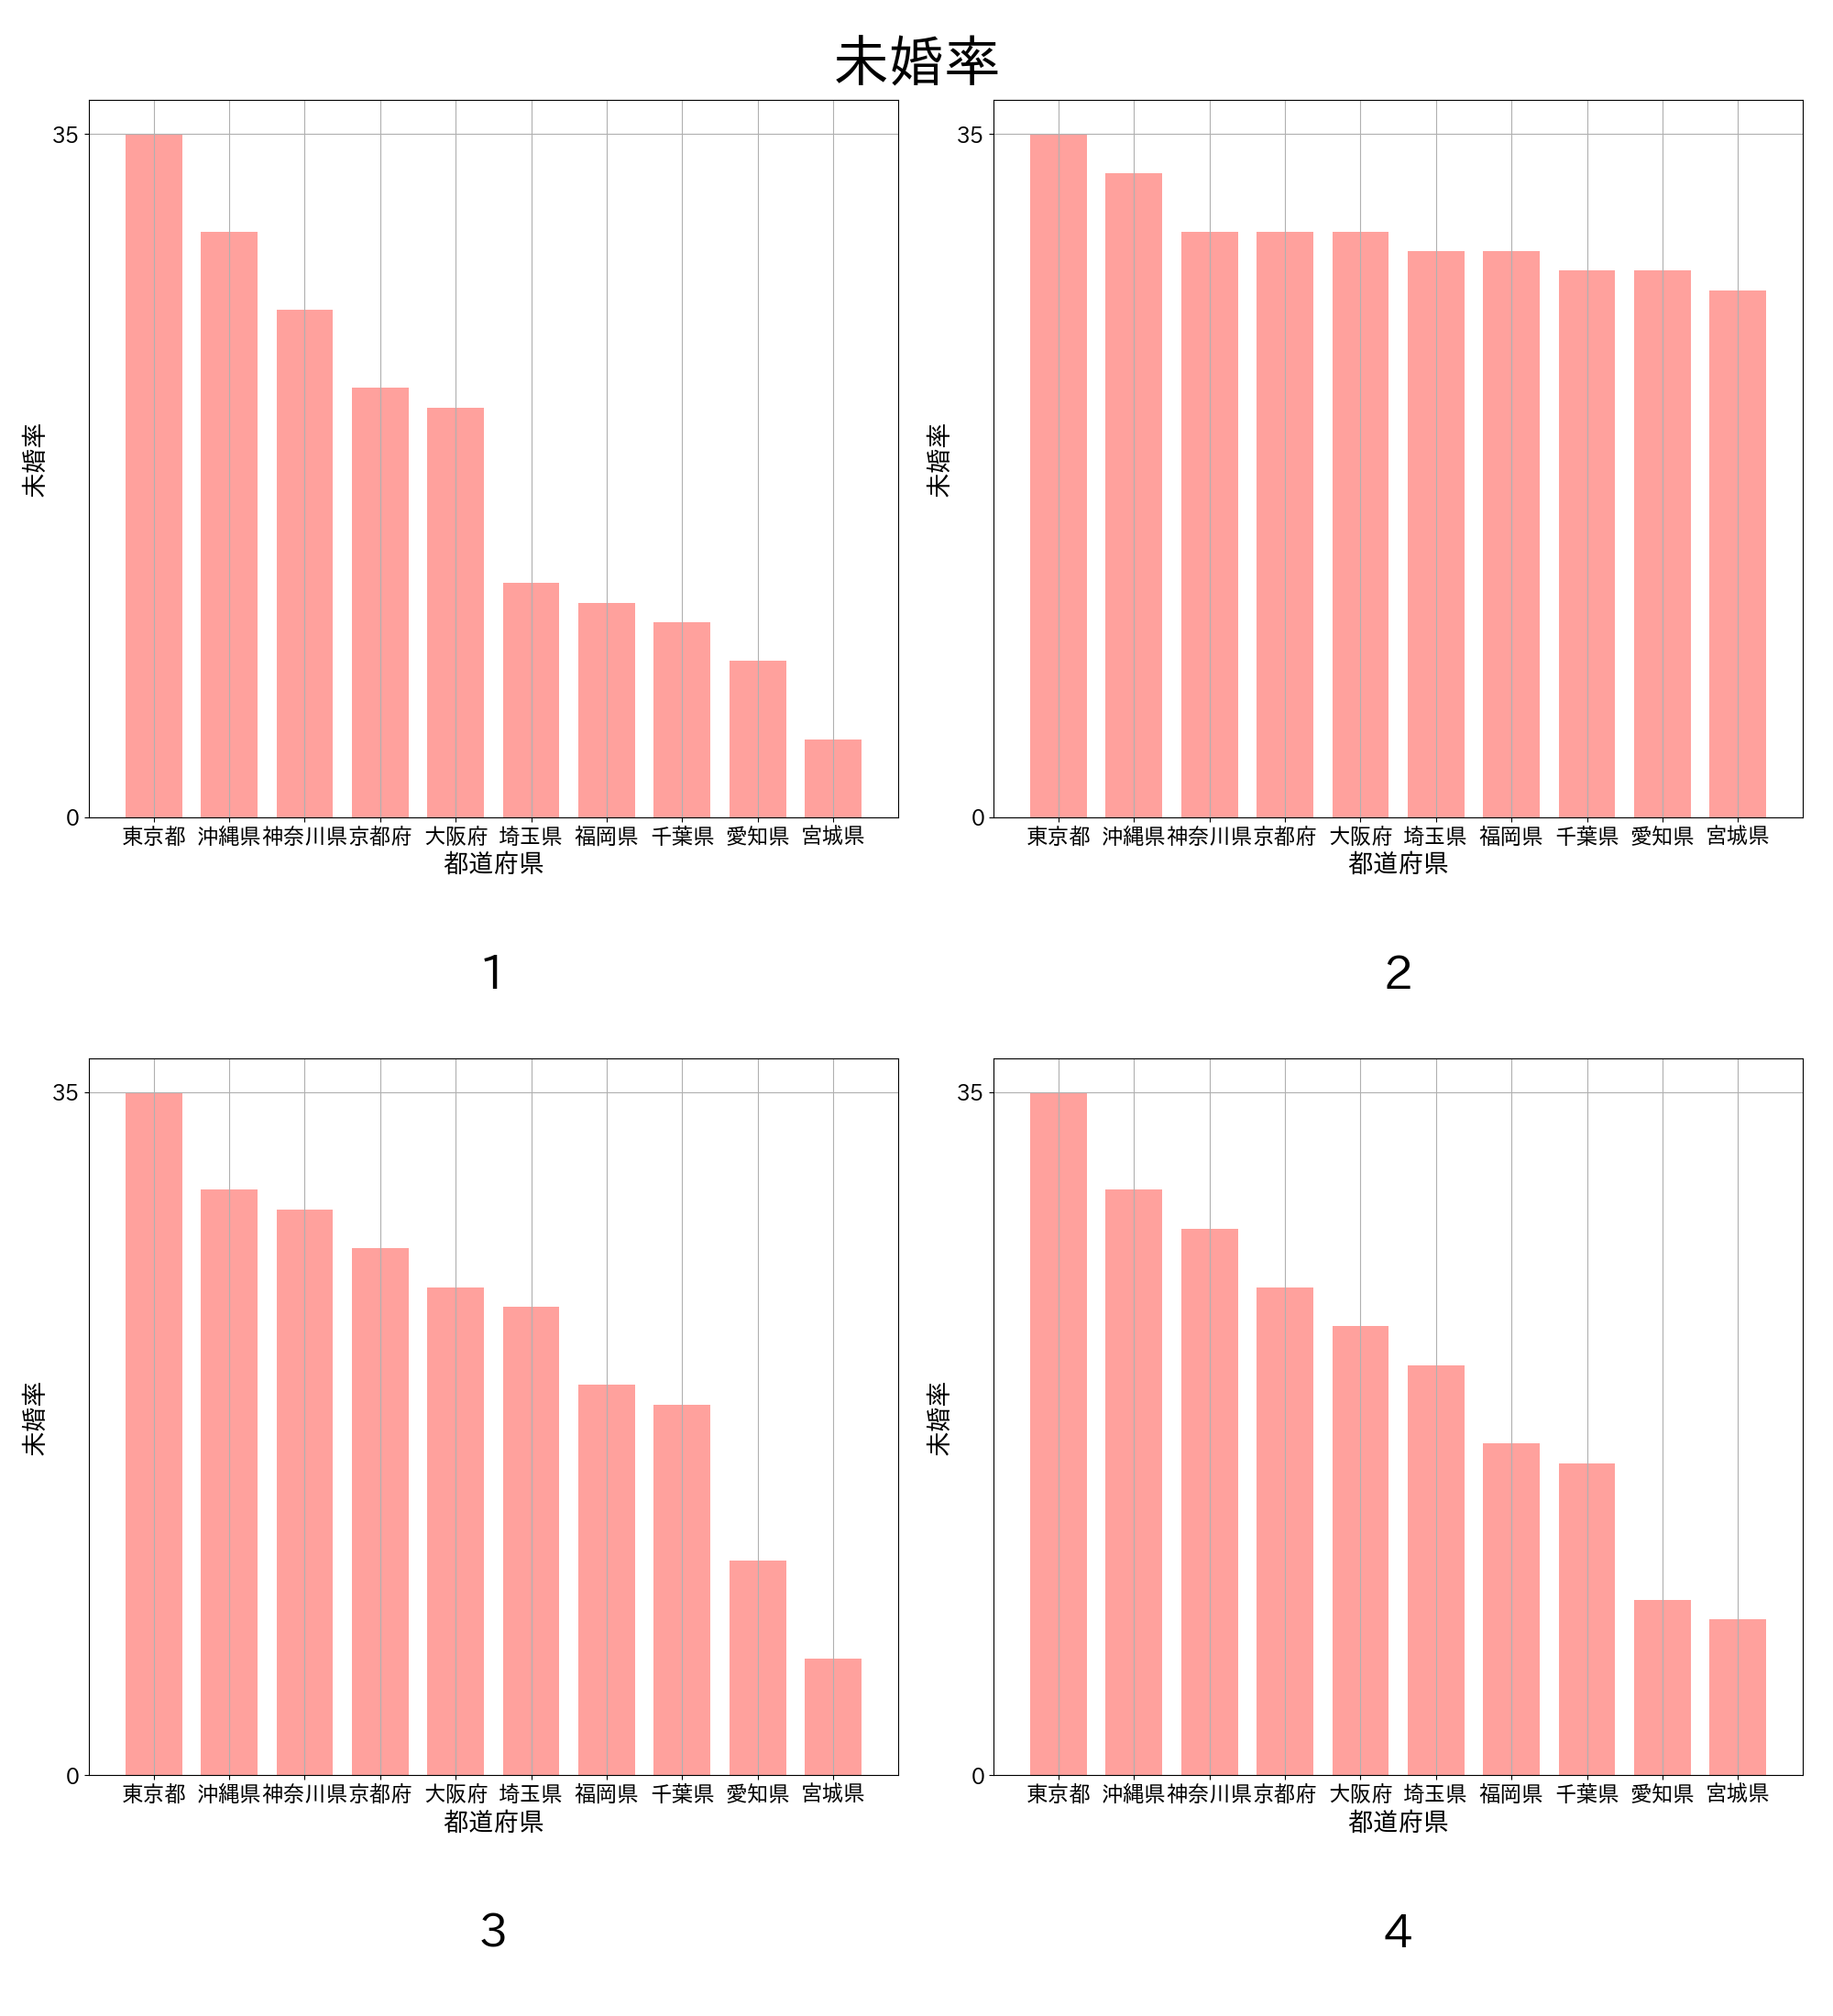 未婚率
35
0
未婚率
東京都 沖縄県 神奈川県 京都府 大阪府 埼玉県 福岡県 千葉県 愛知県 宮城県
都道府県
1
35
0
未婚率
東京都 沖縄県 神奈川県 京都府 大阪府 埼玉県 福岡県 千葉県 愛知県 宮城県
都道府県
2
35
0
未婚率
東京都 沖縄県 神奈川県 京都府 大阪府 埼玉県 福岡県 千葉県 愛知県 宮城県
都道府県
3
35
0
未婚率
東京都 沖縄県 神奈川県 京都府 大阪府 埼玉県 福岡県 千葉県 愛知県 宮城県
都道府県
4